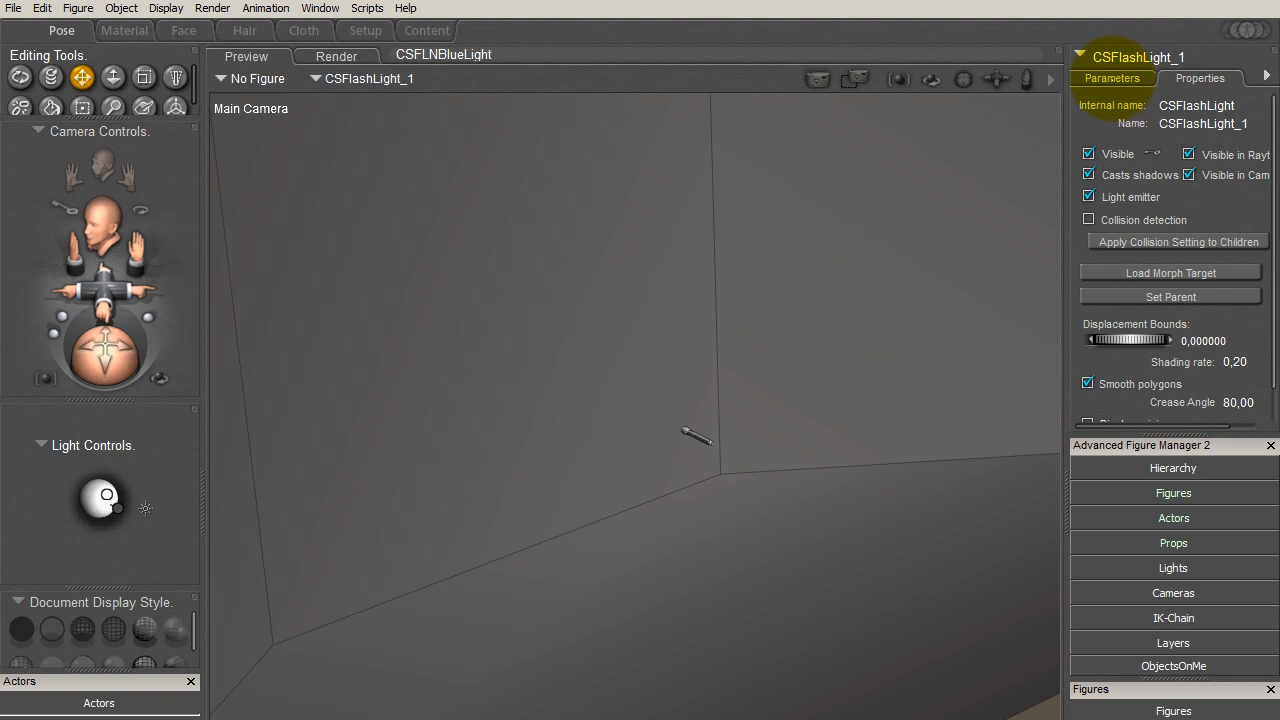 File Edit Figure Object Display Render Animation Window Scripts Help
Pose Material Face Hair Cloth Setup Content
Editing Tools.
Preview Render CSFLNBlueLight
No Figure CSFlashLight_1
Main Camera
Camera Controls.
Light Controls.
Document Display Style.
Actors
Actors
CSFlashLight_1
Parameters Properties
Internal name: CSFlashLight
Name: CSFlashLight_1
Visible Visible in Rayt
Casts shadows Visible in Cam
Light emitter
Collision detection
Apply Collision Setting to Children
Load Morph Target
Set Parent
Displacement Bounds:
0,000000
Shading rate: 0,20
Smooth polygons
Crease Angle 80,00
Advanced Figure Manager 2
Hierarchy
Figures
Actors
Props
Lights
Cameras
IK-Chain
Layers
ObjectsOnMe
Figures
Figures